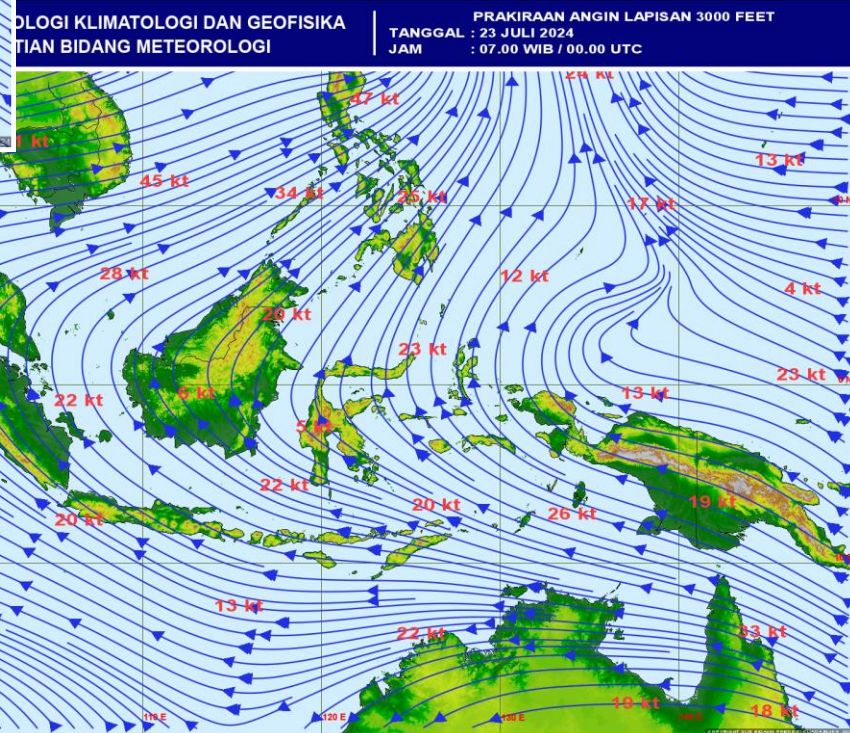 OLOGI KLIMATOLOGI DAN GEOFISIKA
TIAN BIDANG METEOROLOGI
PRAKIRAAN ANGIN LAPISAN 3000 FEET
TANGGAL : 23 JULI 2024
JAM : 07.00 WIB / 00.00 UTC
24 kt
47 kt
1 kt
13 kt
45 kt
34 kt
25 kt
17 kt
28 kt
12 kt
4 kt
20 kt
23 kt
23 kt
22 kt
5 kt
13 kt
22 kt
20 kt
19 kt
20 kt
26 kt
13 kt
22 kt
33 kt
19 kt
18 kt
110 E
120 E
130 E